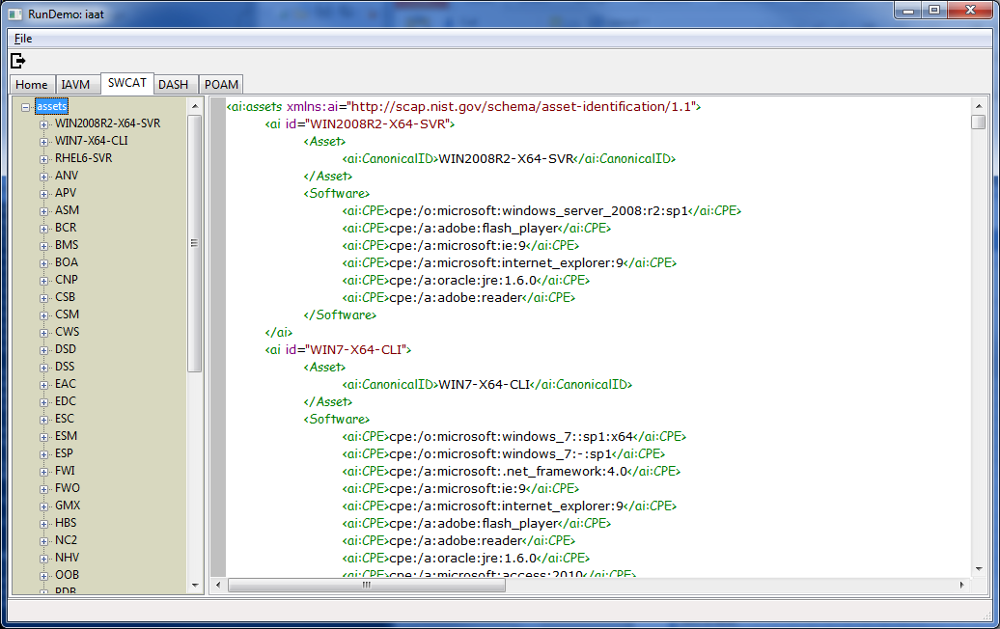 RunDemo: iaat
File
Home IAVM SWCAT DASH POAM
assets
WIN2008R2-X64-SVR
WIN7-X64-CLI
RHEL6-SVR
ANV
APV
ASM
BCR
BMS
BOA
CNP
CSB
CSM
CWS
DSD
DSS
EAC
EDC
ESC
ESM
ESP
FWI
FWO
GMX
HBS
NC2
NHV
OOB
PDB
<ai:assets xmlns:ai="http://scap.nist.gov/schema/asset-identification/1.1">
<ai id="WIN2008R2-X64-SVR">
<Asset>
<ai:CanonicalID>WIN2008R2-X64-SVR</ai:CanonicalID>
</Asset>
<Software>
<ai:CPE>cpe:/o:microsoft:windows_server_2008:r2:sp1</ai:CPE>
<ai:CPE>cpe:/a:adobe:flash_player</ai:CPE>
<ai:CPE>cpe:/a:microsoft:ie:9</ai:CPE>
<ai:CPE>cpe:/a:microsoft:internet_explorer:9</ai:CPE>
<ai:CPE>cpe:/a:oracle:jre:1.6.0</ai:CPE>
<ai:CPE>cpe:/a:adobe:reader</ai:CPE>
</Software>
</ai>
<ai id="WIN7-X64-CLI">
<Asset>
<ai:CanonicalID>WIN7-X64-CLI</ai:CanonicalID>
</Asset>
<Software>
<ai:CPE>cpe:/o:microsoft:windows_7::sp1:x64</ai:CPE>
<ai:CPE>cpe:/o:microsoft:windows_7:-:sp1</ai:CPE>
<ai:CPE>cpe:/a:microsoft:.net_framework:4.0</ai:CPE>
<ai:CPE>cpe:/a:microsoft:ie:9</ai:CPE>
<ai:CPE>cpe:/a:microsoft:internet_explorer:9</ai:CPE>
<ai:CPE>cpe:/a:adobe:flash_player</ai:CPE>
<ai:CPE>cpe:/a:adobe:reader</ai:CPE>
<ai:CPE>cpe:/a:oracle:jre:1.6.0</ai:CPE>
<ai:CPE>cpe:/a:microsoft:access:2010</ai:CPE>